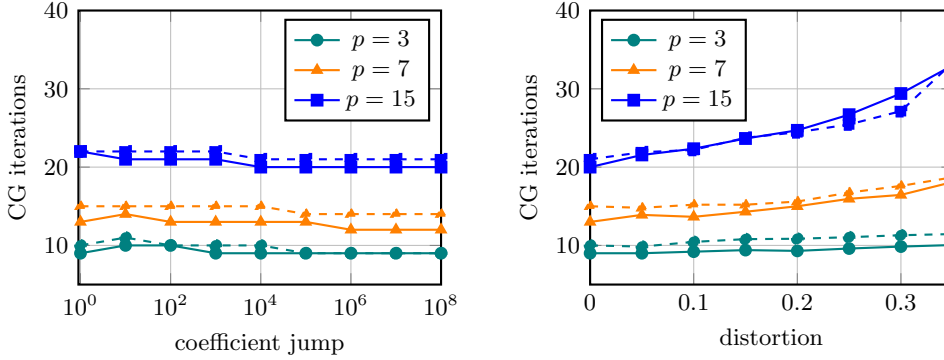 40
30
20
10
CG iterations
p = 3
p = 7
p = 15
10^0
10^2
10^4
10^6
10^8
coefficient jump
40
30
20
10
CG iterations
p = 3
p = 7
p = 15
0
0.1
0.2
0.3
distortion